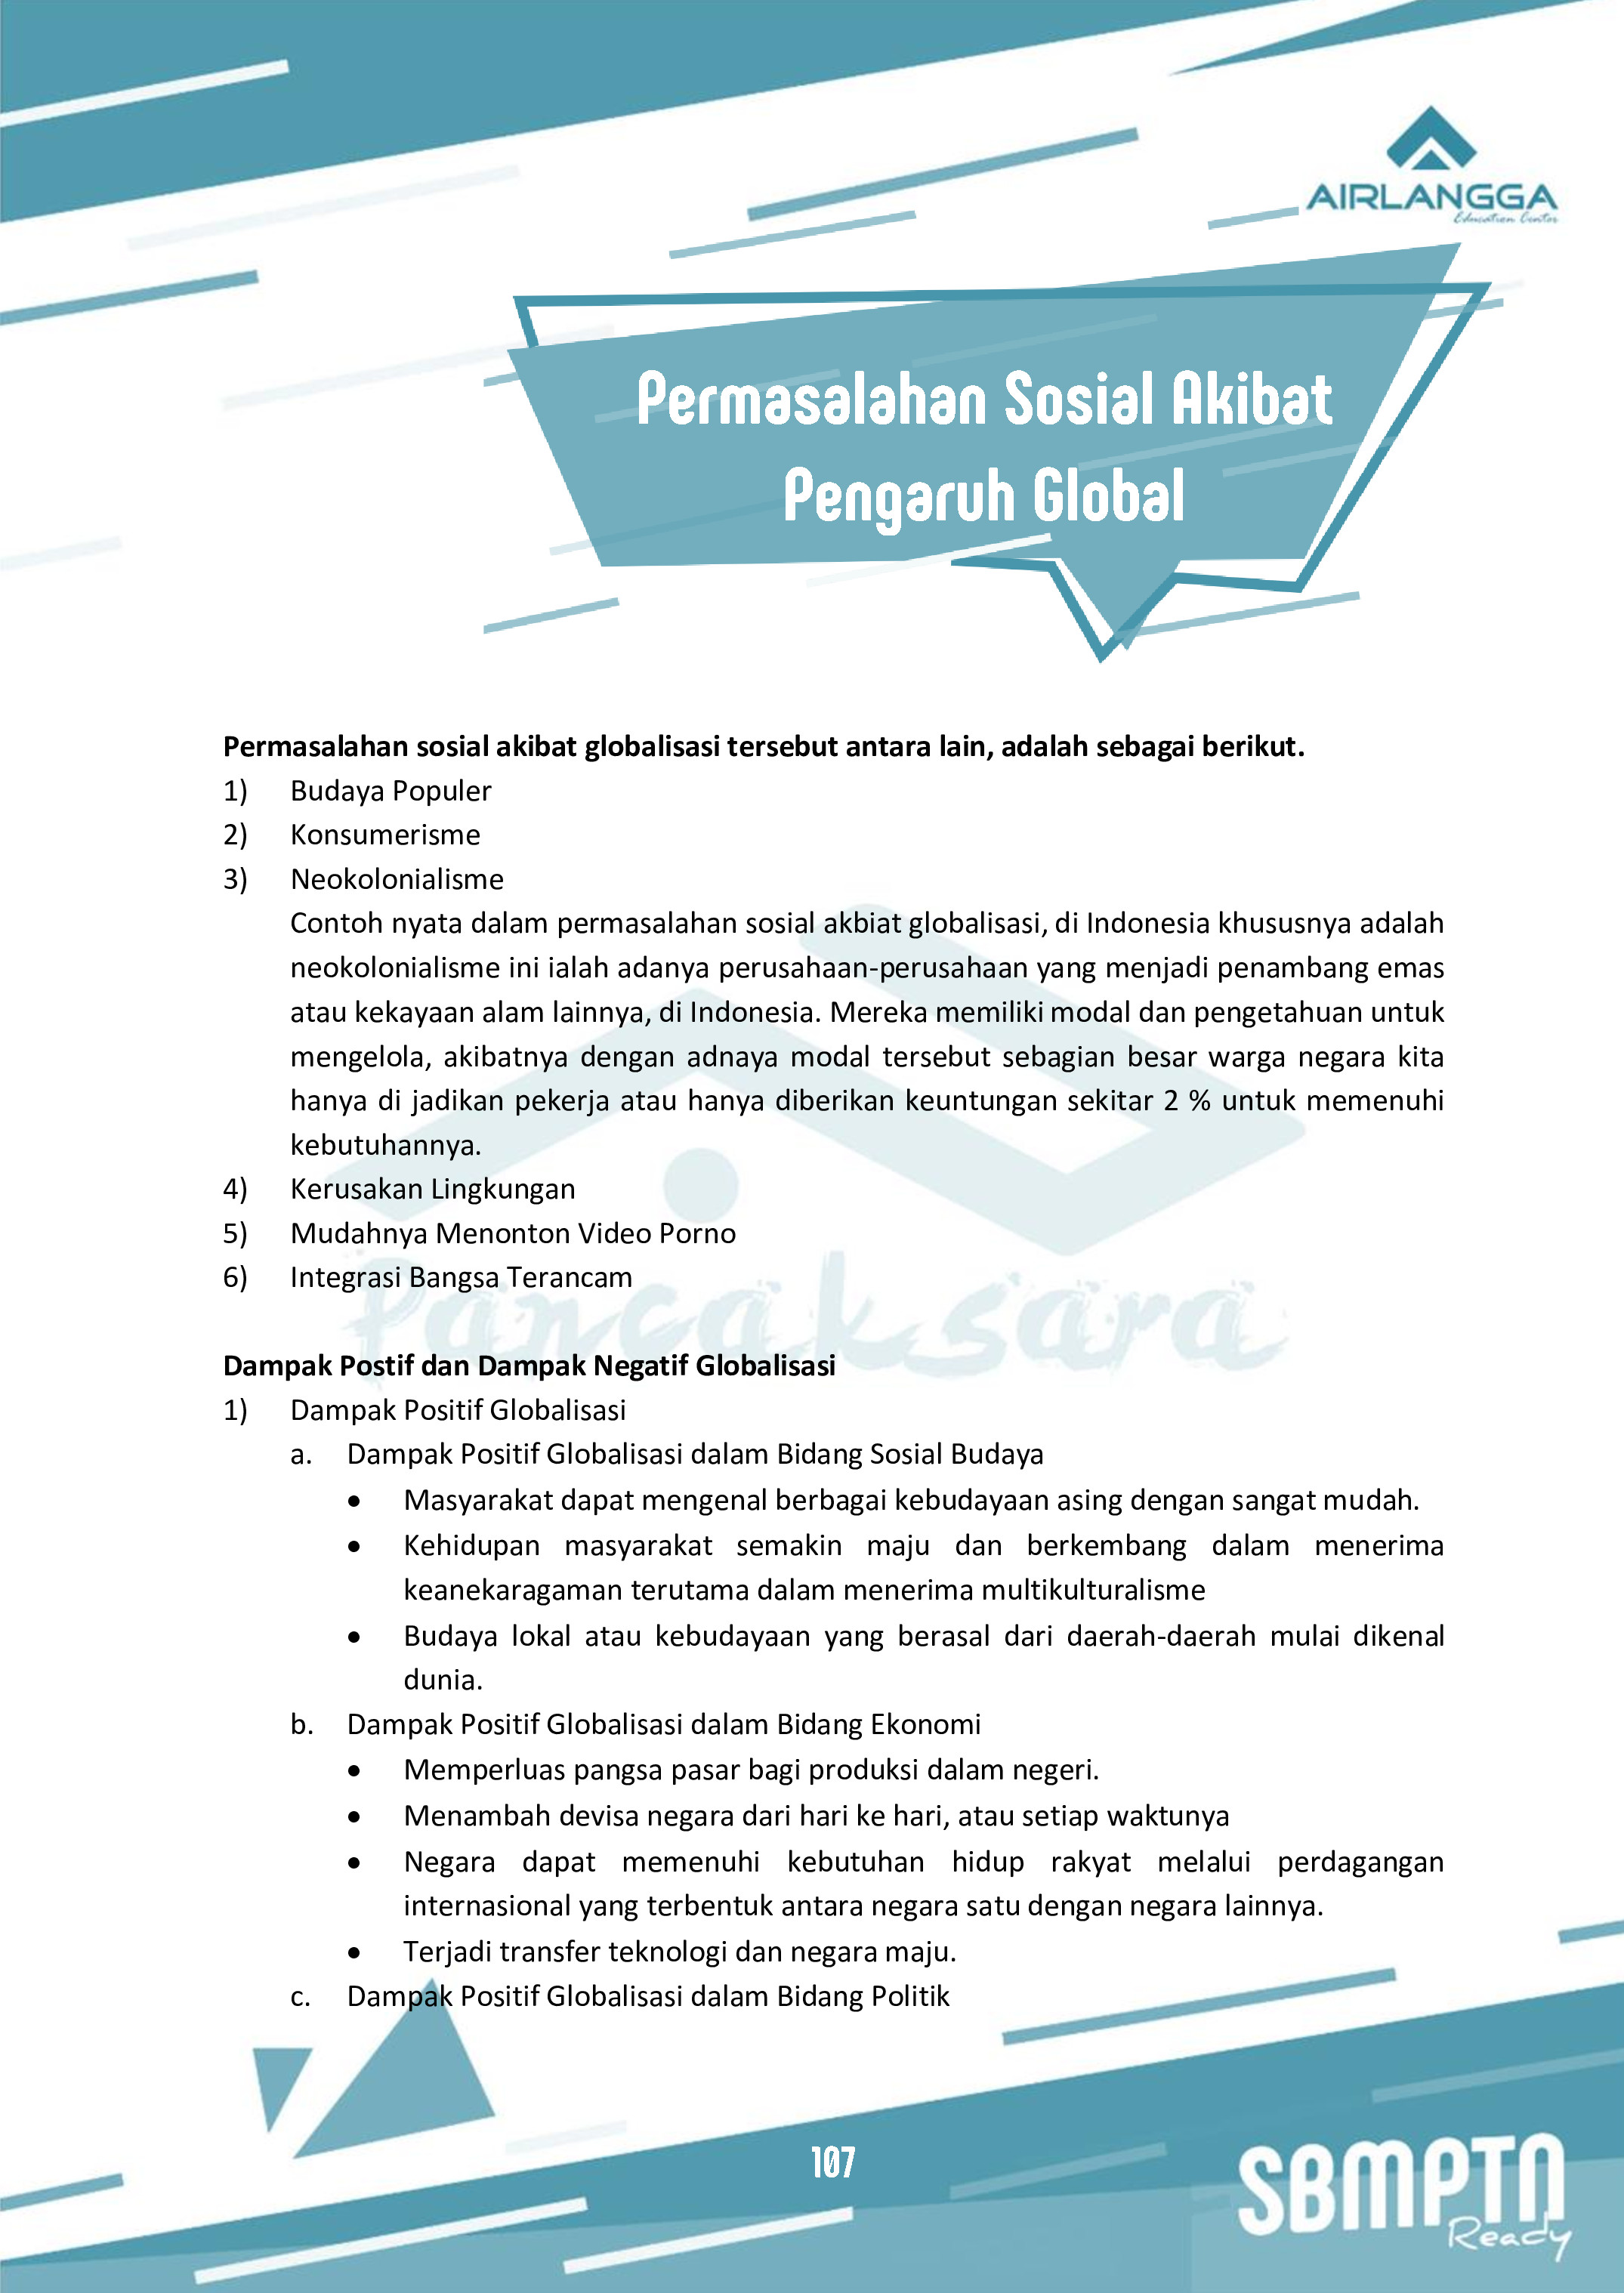 AIRLANGGA
Education Center
Permasalahan Sosial Akibat
Pengaruh Global
Permasalahan sosial akibat globalisasi tersebut antara lain, adalah sebagai berikut.
1) Budaya Populer
2) Konsumerisme
3) Neokolonialisme
Contoh nyata dalam permasalahan sosial akbiat globalisasi, di Indonesia khususnya adalah
neokolonialisme ini ialah adanya perusahaan-perusahaan yang menjadi penambang emas
atau kekayaan alam lainnya, di Indonesia. Mereka memiliki modal dan pengetahuan untuk
mengelola, akibatnya dengan adnaya modal tersebut sebagian besar warga negara kita
hanya di jadikan pekerja atau hanya diberikan keuntungan sekitar 2 % untuk memenuhi
kebutuhannya.
4) Kerusakan Lingkungan
5) Mudahnya Menonton Video Porno
6) Integrasi Bangsa Terancam
Pancaksara
Dampak Postif dan Dampak Negatif Globalisasi
1) Dampak Positif Globalisasi
a. Dampak Positif Globalisasi dalam Bidang Sosial Budaya
• Masyarakat dapat mengenal berbagai kebudayaan asing dengan sangat mudah.
• Kehidupan masyarakat semakin maju dan berkembang dalam menerima
keanekaragaman terutama dalam menerima multikulturalisme
• Budaya lokal atau kebudayaan yang berasal dari daerah-daerah mulai dikenal
dunia.
b. Dampak Positif Globalisasi dalam Bidang Ekonomi
• Memperluas pangsa pasar bagi produksi dalam negeri.
• Menambah devisa negara dari hari ke hari, atau setiap waktunya
• Negara dapat memenuhi kebutuhan hidup rakyat melalui perdagangan
internasional yang terbentuk antara negara satu dengan negara lainnya.
• Terjadi transfer teknologi dan negara maju.
c. Dampak Positif Globalisasi dalam Bidang Politik
107
SBMPTN
Ready